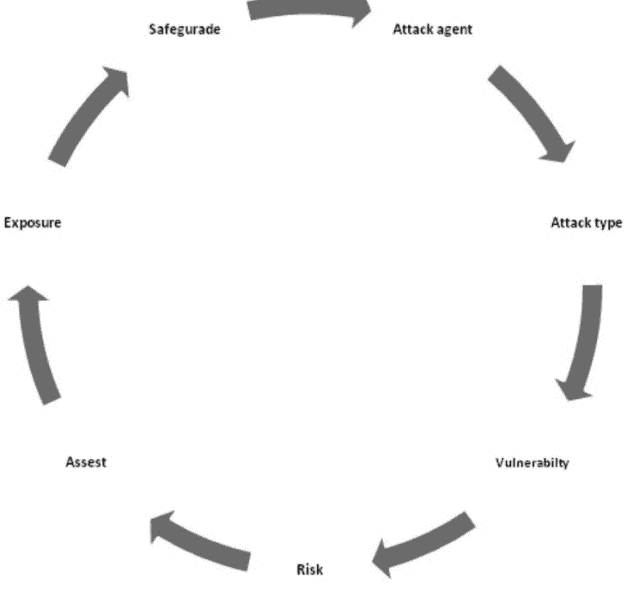 Safegurade
Attack agent
Attack type
Vulnerabilty
Risk
Assest
Exposure